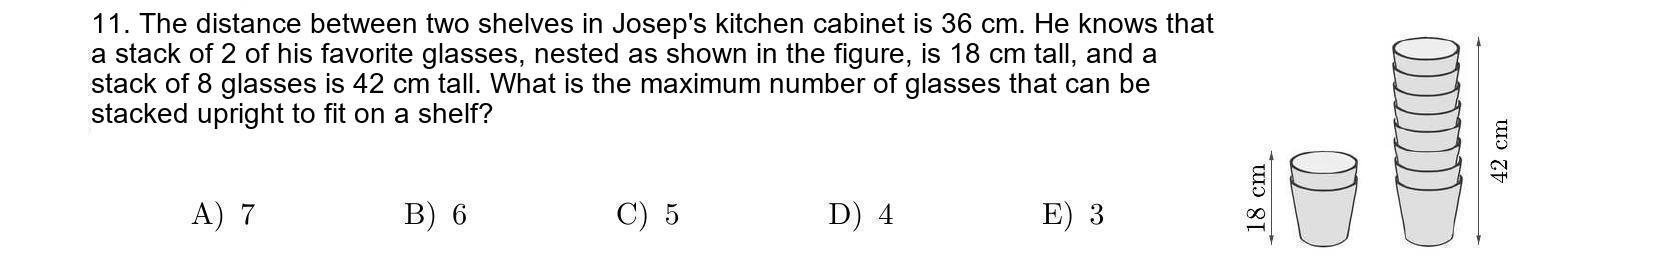 11. The distance between two shelves in Josep's kitchen cabinet is 36 cm. He knows that
a stack of 2 of his favorite glasses, nested as shown in the figure, is 18 cm tall, and a
stack of 8 glasses is 42 cm tall. What is the maximum number of glasses that can be
stacked upright to fit on a shelf?
A) 7 B) 6 C) 5 D) 4 E) 3
18 cm
42 cm